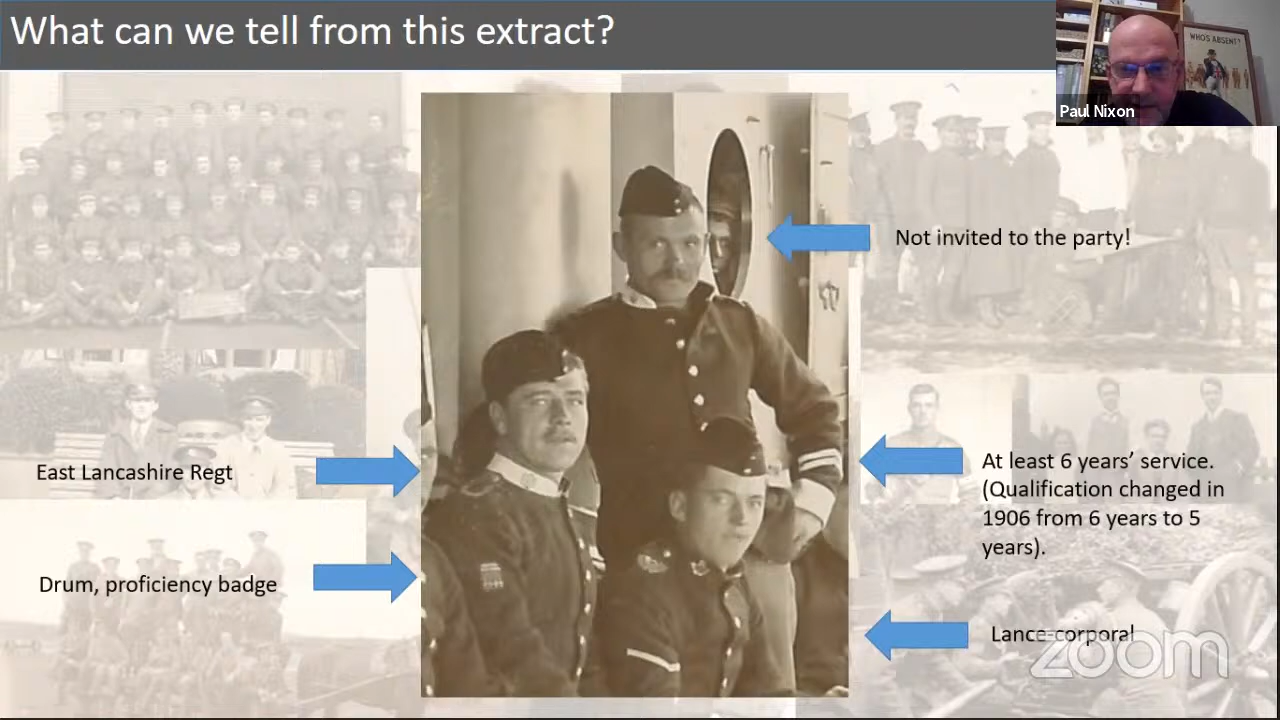 What can we tell from this extract?
WHO'S ABSENT?
Paul Nixon
Not invited to the party!
East Lancashire Regt
At least 6 years' service.
(Qualification changed in
1906 from 6 years to 5
years).
Drum, proficiency badge
Lance-corporal
zoom